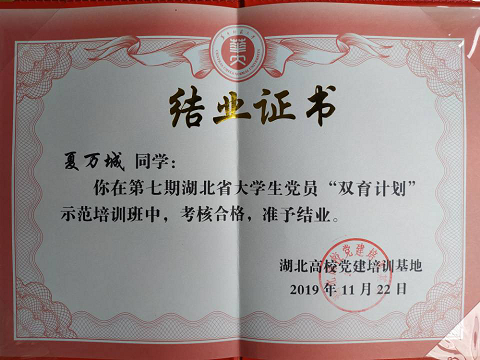 结业证书
夏万城 同学：
你在第七期湖北省大学生党员“双育计划”
示范培训班中，考核合格，准予结业。
湖北高校党建培训基地
2019 年 11 月 22 日